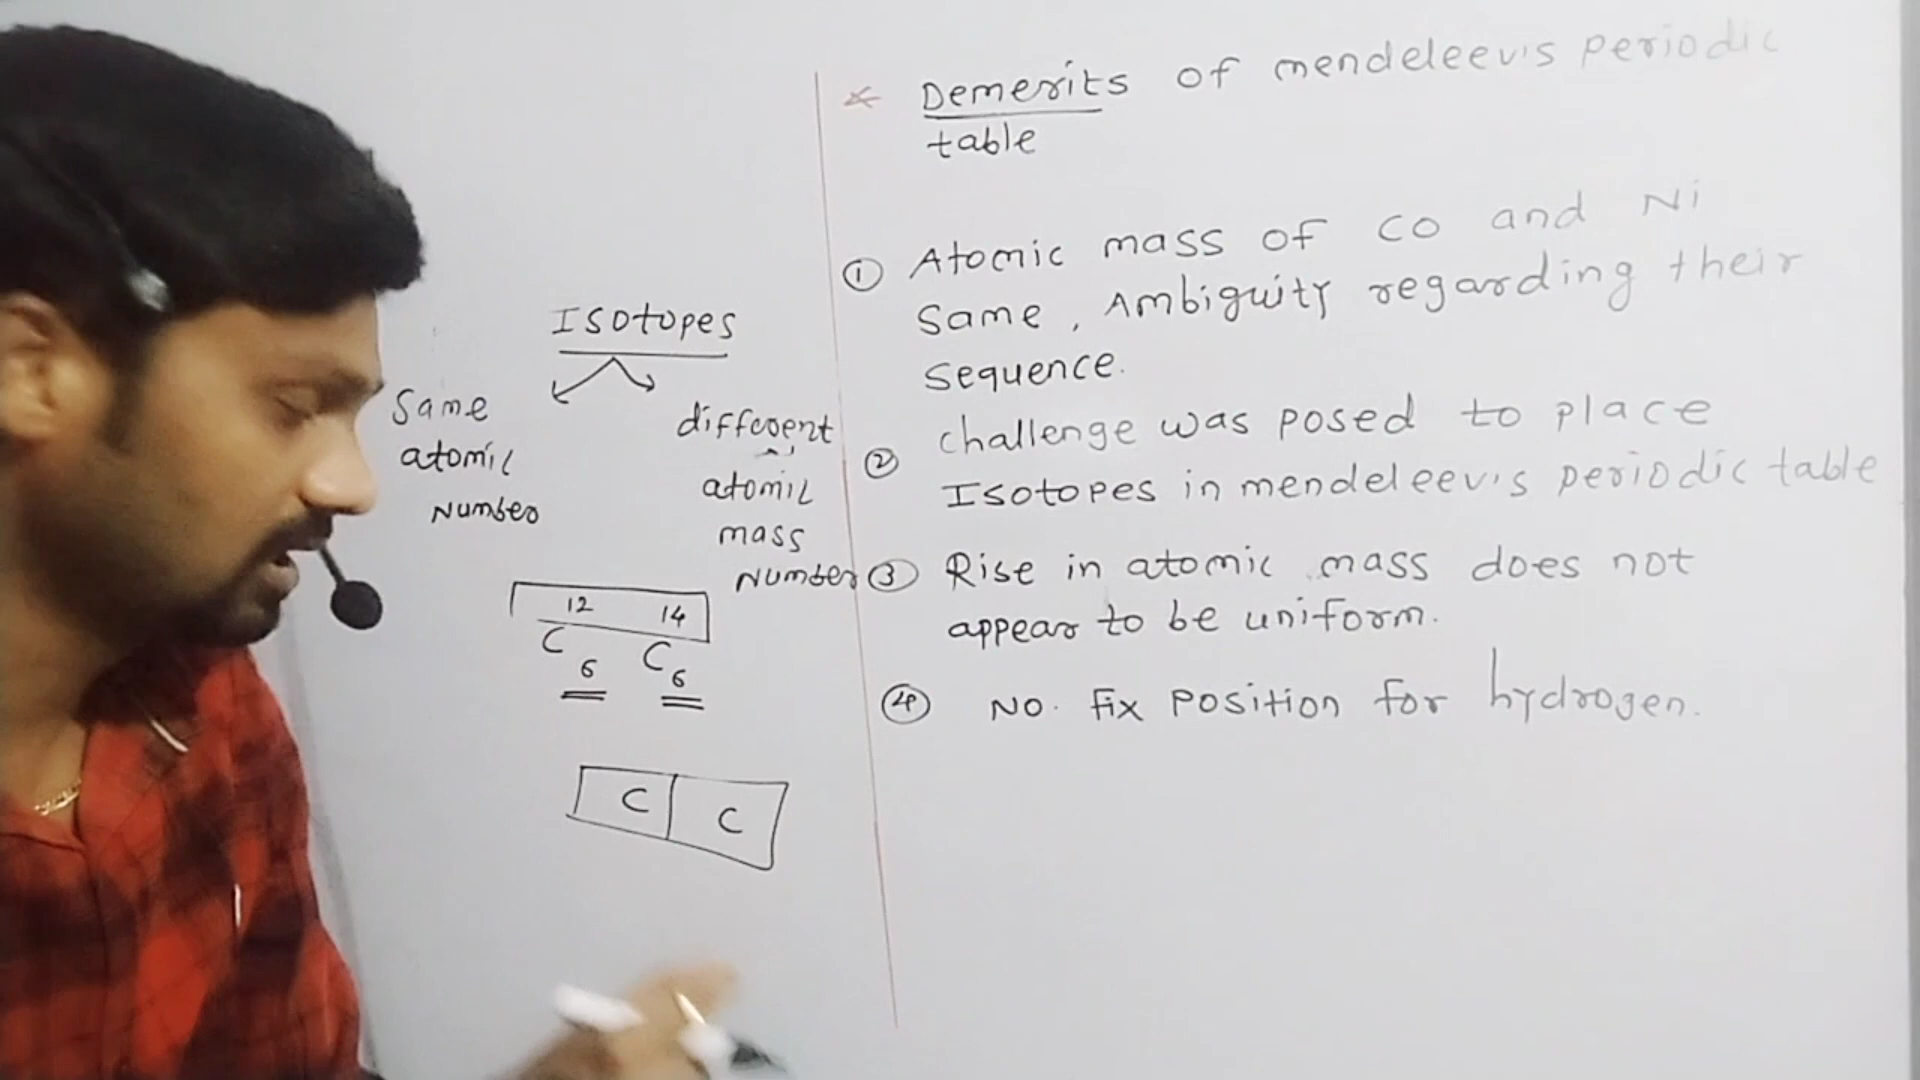 Isotopes
Same
atomic
Number
different
atomic
mass
Number
12 14
C C
6 6
C C
Demerits of mendeleev's periodic
table
① Atomic mass of CO and Ni
Same, Ambiguity regarding their
Sequence.
② challenge was posed to place
Isotopes in mendeleev's periodic table
③ Rise in atomic mass does not
appear to be uniform.
④ NO. fix position for hydrogen.